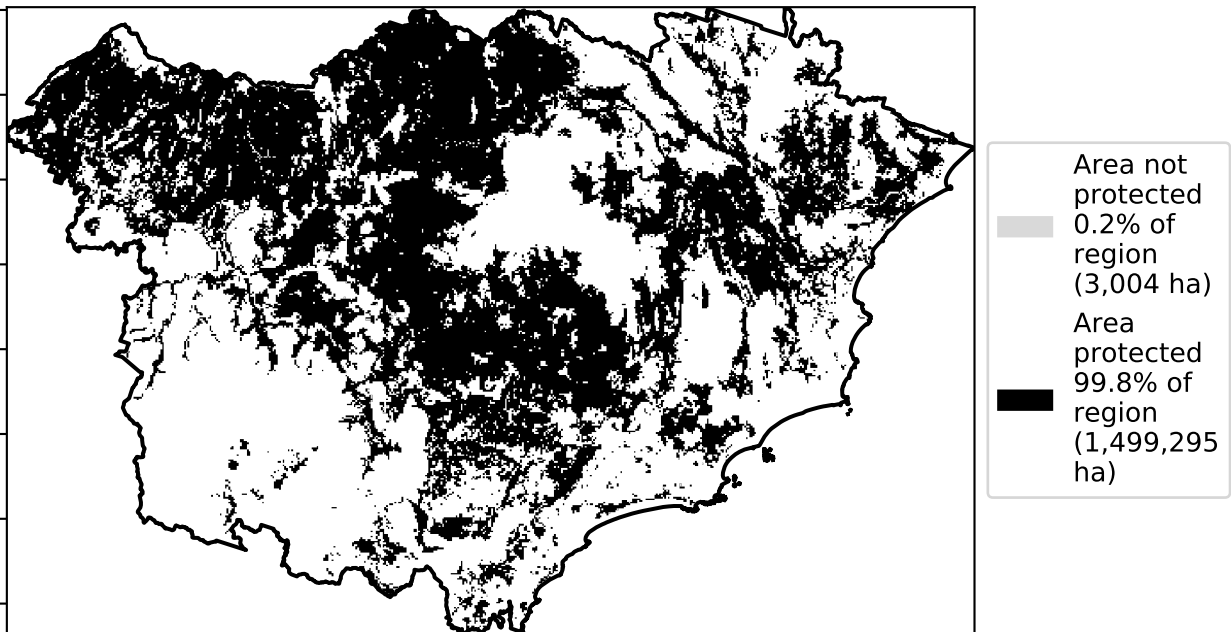 Area not
protected
0.2% of
region
(3,004 ha)
Area
protected
99.8% of
region
(1,499,295
ha)